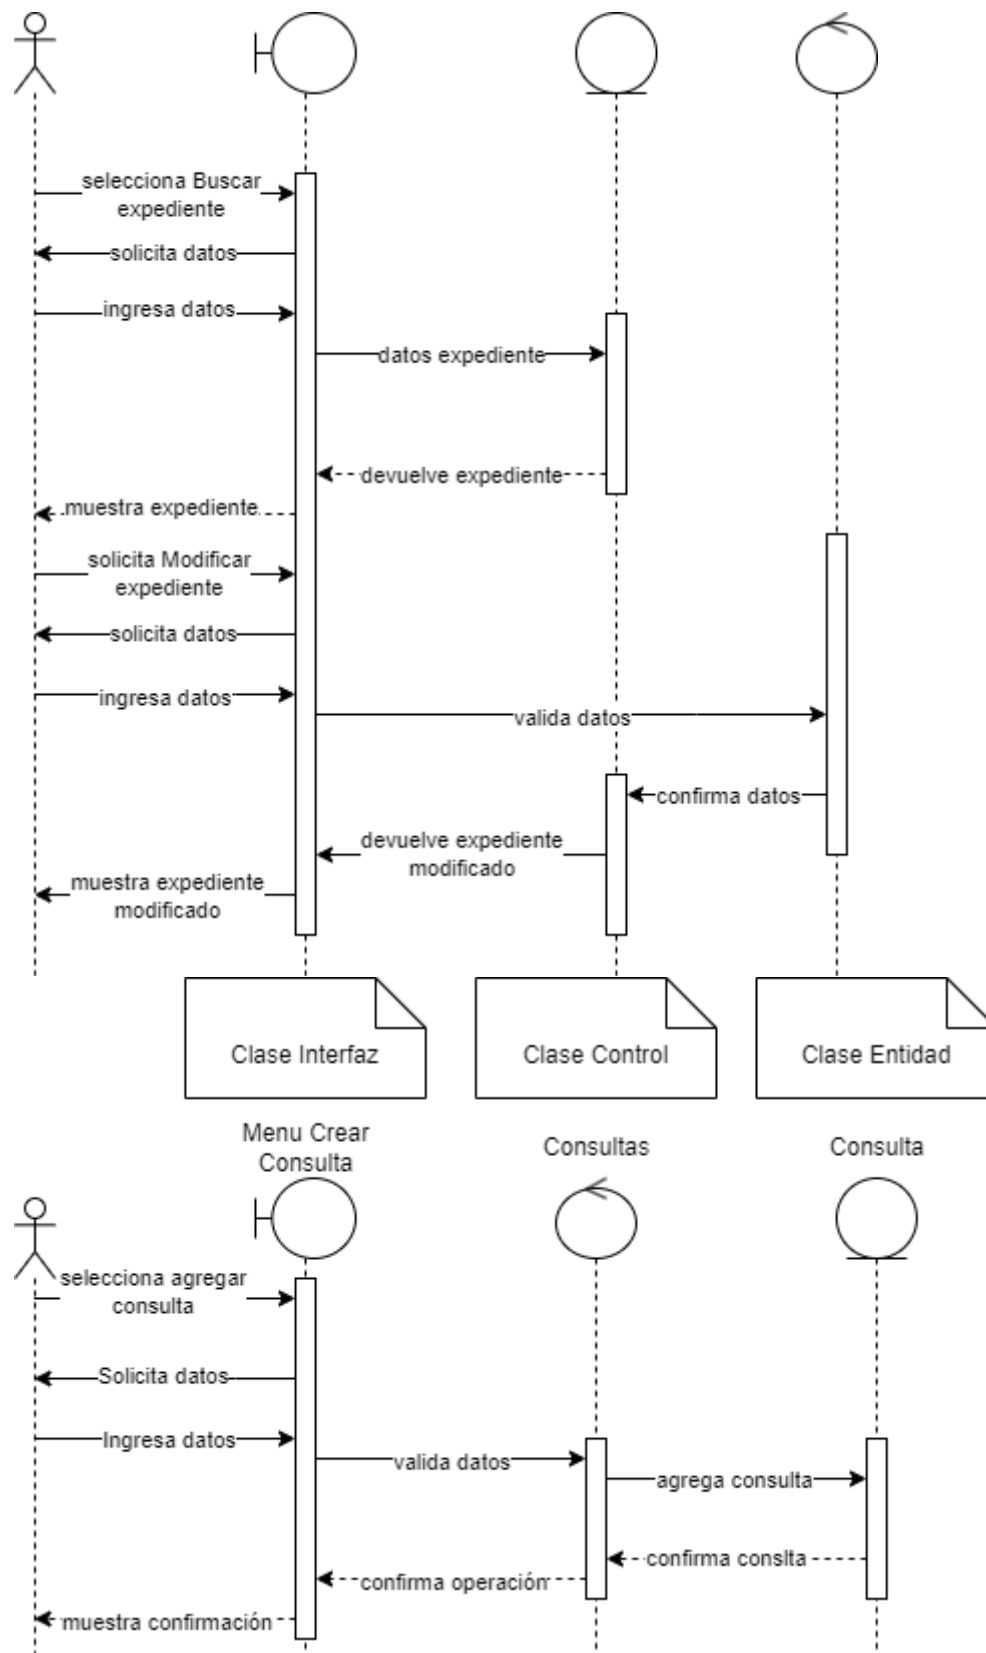 selecciona Buscar
expediente
solicita datos
ingresa datos
datos expediente
devuelve expediente
muestra expediente
solicita Modificar
expediente
solicita datos
ingresa datos
valida datos
confirma datos
devuelve expediente
modificado
muestra expediente
modificado
Clase Interfaz
Clase Control
Clase Entidad
Menu Crear
Consulta
Consultas
Consulta
selecciona agregar
consulta
Solicita datos
Ingresa datos
valida datos
agrega consulta
confirma conslta
confirma operación
muestra confirmación